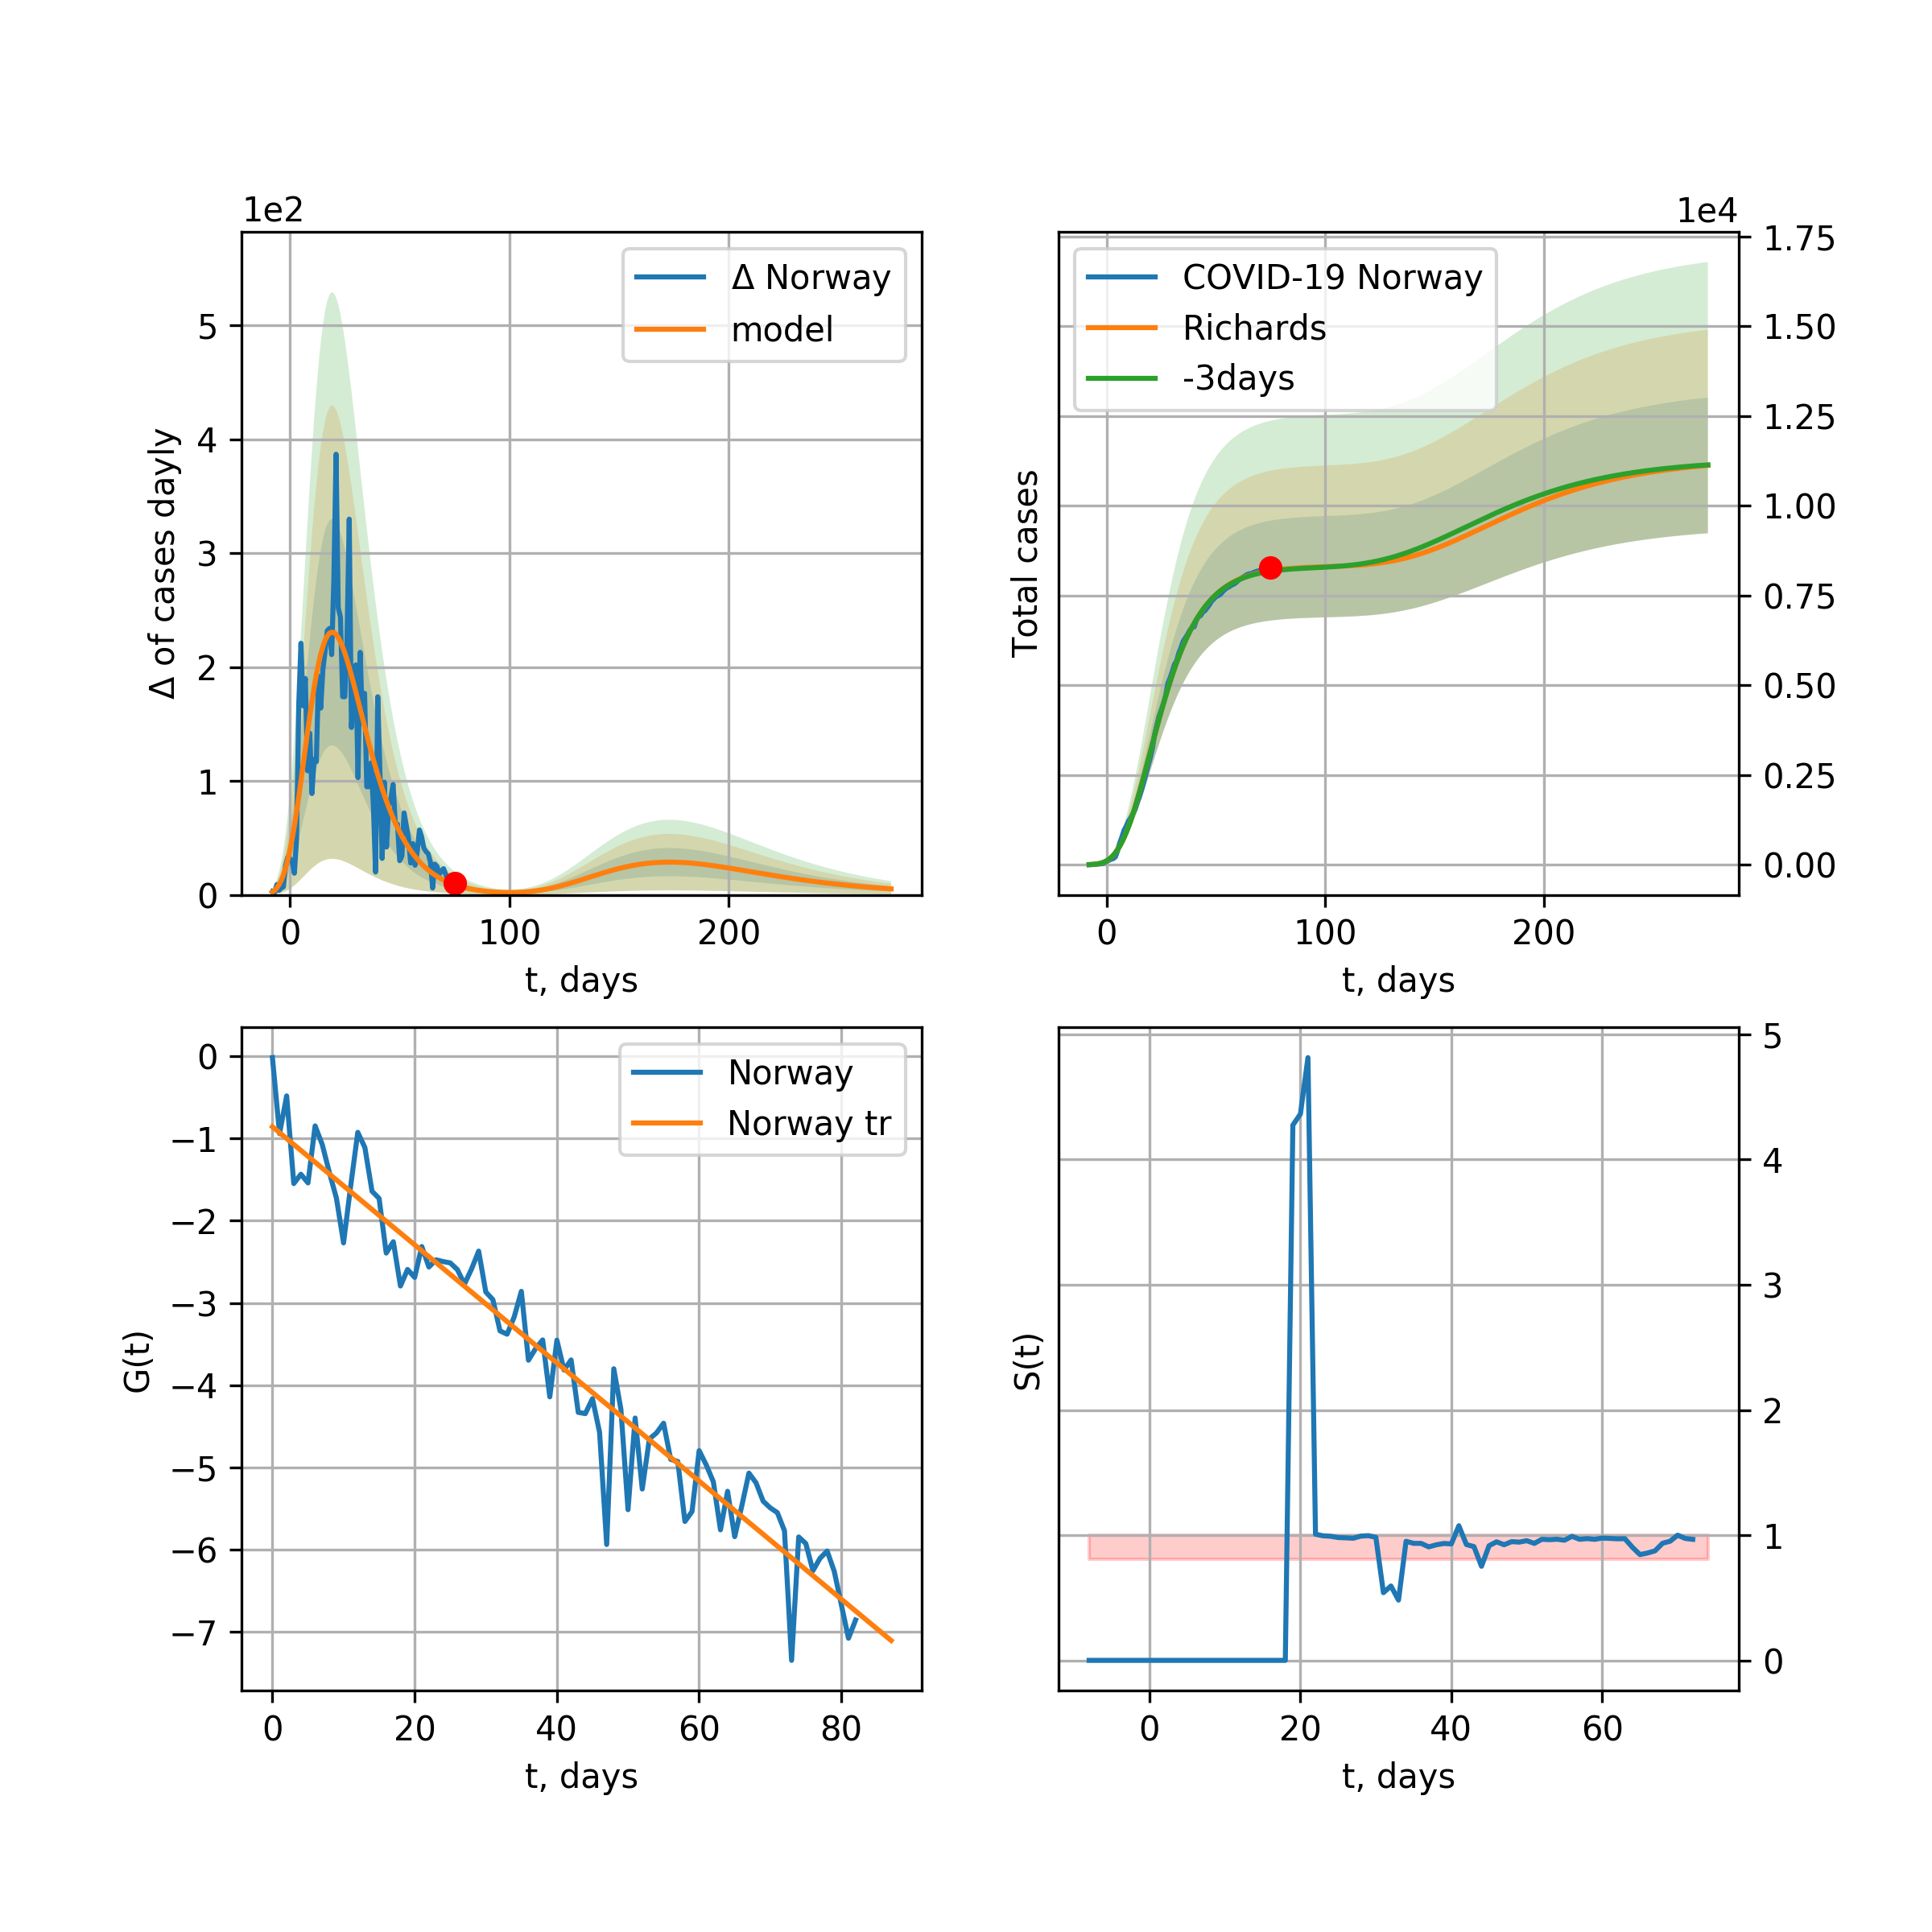 1e2
Δ Norway
model
5
4
3
2
1
0
Δ of cases dayly
0 100 200
t, days
1e4
COVID-19 Norway
Richards
-3days
1.75
1.50
1.25
1.00
0.75
0.50
0.25
0.00
Total cases
0 100 200
t, days
Norway
Norway tr
0
−1
−2
−3
−4
−5
−6
−7
G(t)
0 20 40 60 80
t, days
5
4
3
2
1
0
S(t)
0 20 40 60
t, days